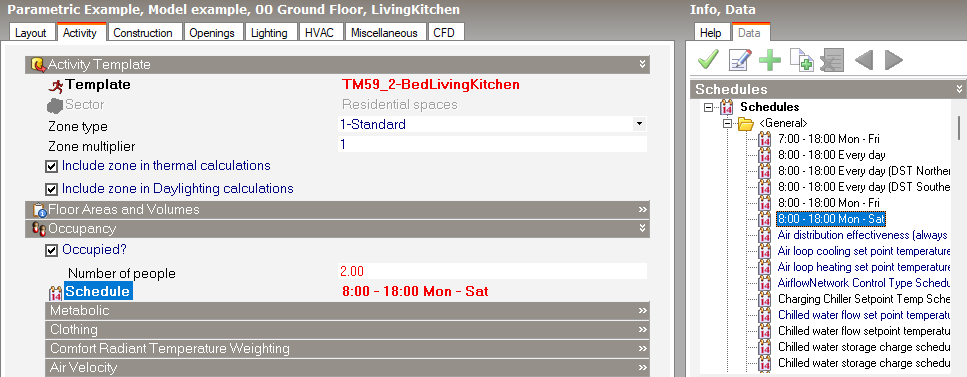 Parametric Example, Model example, 00 Ground Floor, LivingKitchen
Layout Activity Construction Openings Lighting HVAC Miscellaneous CFD
Activity Template
Template TM59_2-BedLivingKitchen
Sector Residential spaces
Zone type 1-Standard
Zone multiplier 1
Include zone in thermal calculations
Include zone in Daylighting calculations
Floor Areas and Volumes
Occupancy
Occupied?
Number of people 2.00
Schedule 8:00 - 18:00 Mon - Sat
Metabolic
Clothing
Comfort Radiant Temperature Weighting
Air Velocity
Info, Data
Help Data
Schedules
Schedules
<General>
7:00 - 18:00 Mon - Fri
8:00 - 18:00 Every day
8:00 - 18:00 Every day (DST Norther
8:00 - 18:00 Every day (DST Southe
8:00 - 18:00 Mon - Fri
8:00 - 18:00 Mon - Sat
Air distribution effectiveness (always
Air loop cooling set point temperature
Air loop heating set point temperature
AirflowNetwork Control Type Schedu
Charging Chiller Setpoint Temp Sche
Chilled water flow set point temperatu
Chilled water flow setpoint temperatu
Chilled water storage charge schedu
Chilled water storage charge schedu